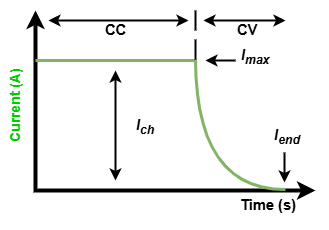 CC
CV
Imax
Current (A)
Ich
Iend
Time (s)